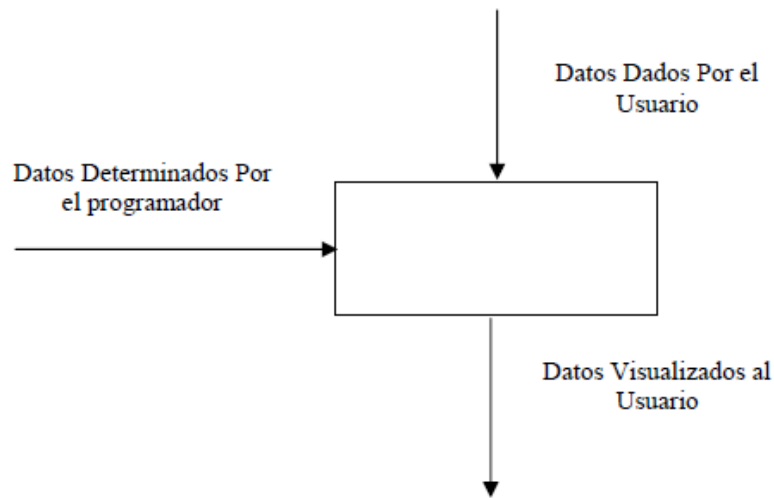 Datos Dados Por el
Usuario
Datos Determinados Por
el programador
Datos Visualizados al
Usuario